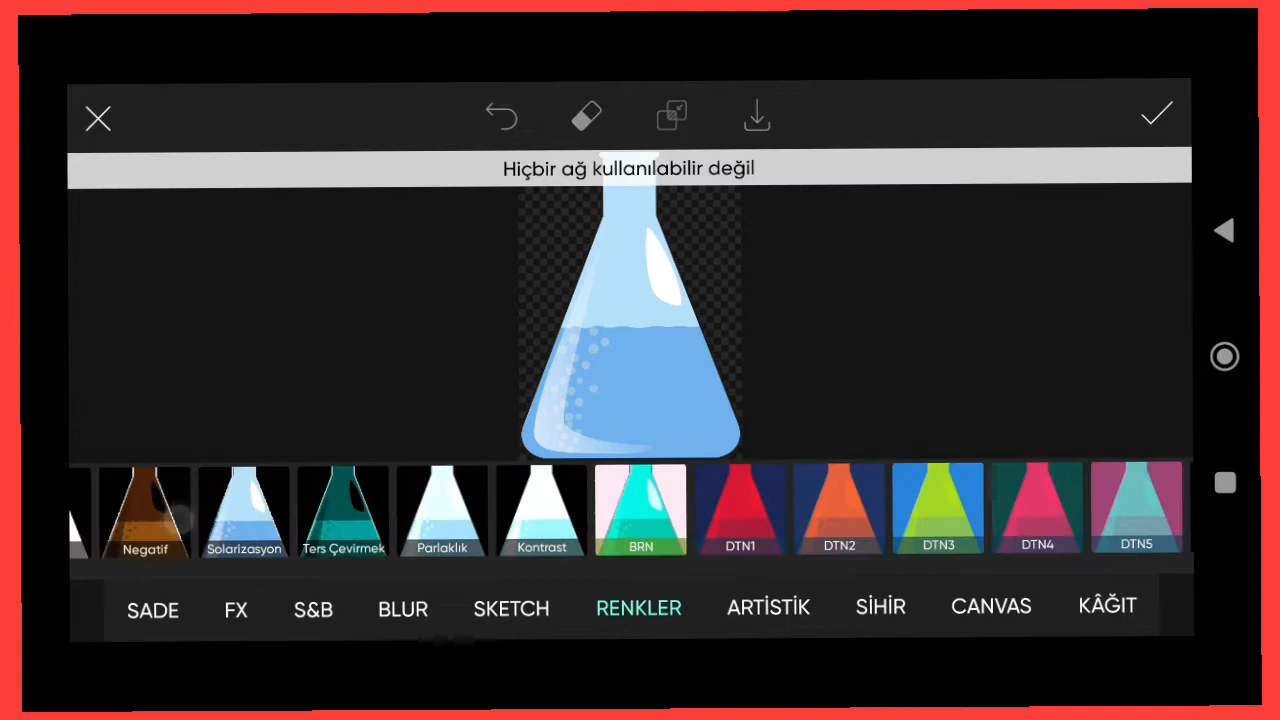 Hiçbir ağ kullanılabilir değil
Negatif Solarizasyon Ters Çevirmek Parlaklık Kontrast BRN DTN1 DTN2 DTN3 DTN4 DTN5
SADE FX S&B BLUR SKETCH RENKLER ARTİSTİK SİHİR CANVAS KÂĞIT